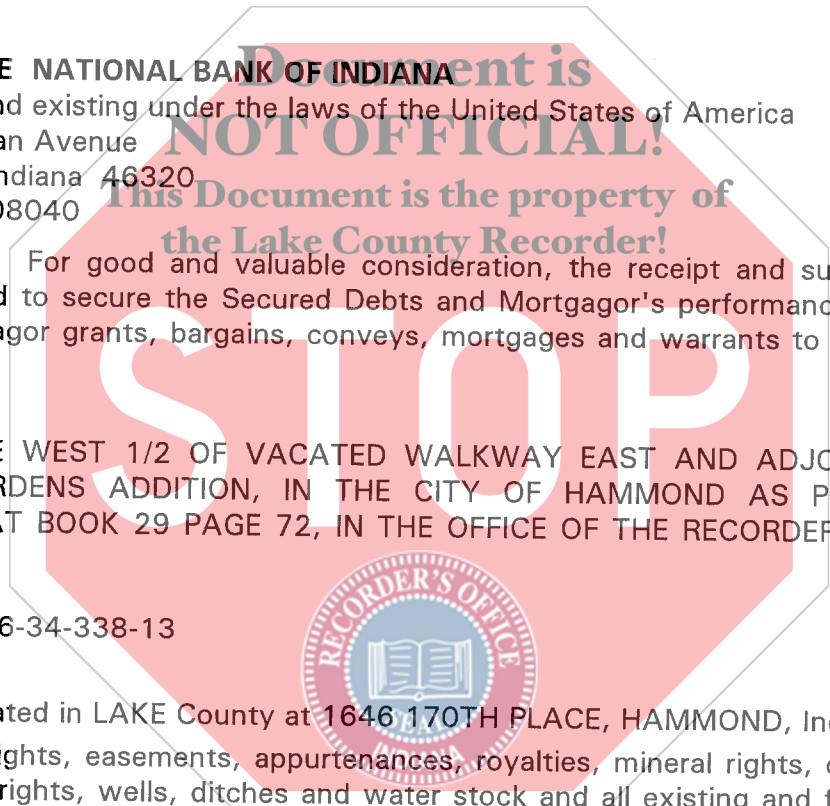 E NATIONAL BANK OF INDIANA
Document is
nd existing under the laws of the United States of America
an Avenue
NOT OFFICIAL!
ndiana 46320
This Document is the property of
98040
the Lake County Recorder!
For good and valuable consideration, the receipt and su
d to secure the Secured Debts and Mortgagor's performanc
agor grants, bargains, conveys, mortgages and warrants to
STOP
E WEST 1/2 OF VACATED WALKWAY EAST AND ADJO
RDENS ADDITION, IN THE CITY OF HAMMOND AS P
AT BOOK 29 PAGE 72, IN THE OFFICE OF THE RECORDER
RECORDER'S OFFICE
6-34-338-13
SEAL
ated in LAKE County at 1646 170TH PLACE, HAMMOND, Ind
INDIANA
ights, easements, appurtenances, royalties, mineral rights,
rights, wells, ditches and water stock and all existing and